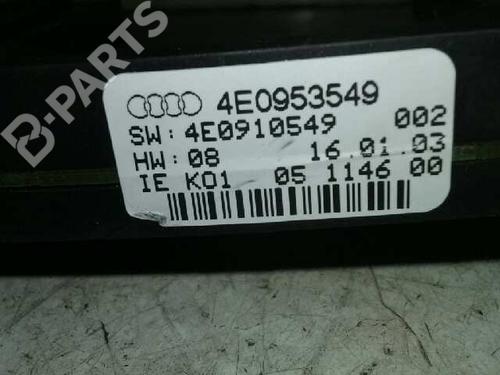 B-PARTS
4E0953549
SW: 4E0910549 002
HW: 08 16.01.03
IE K01 05 1146 00